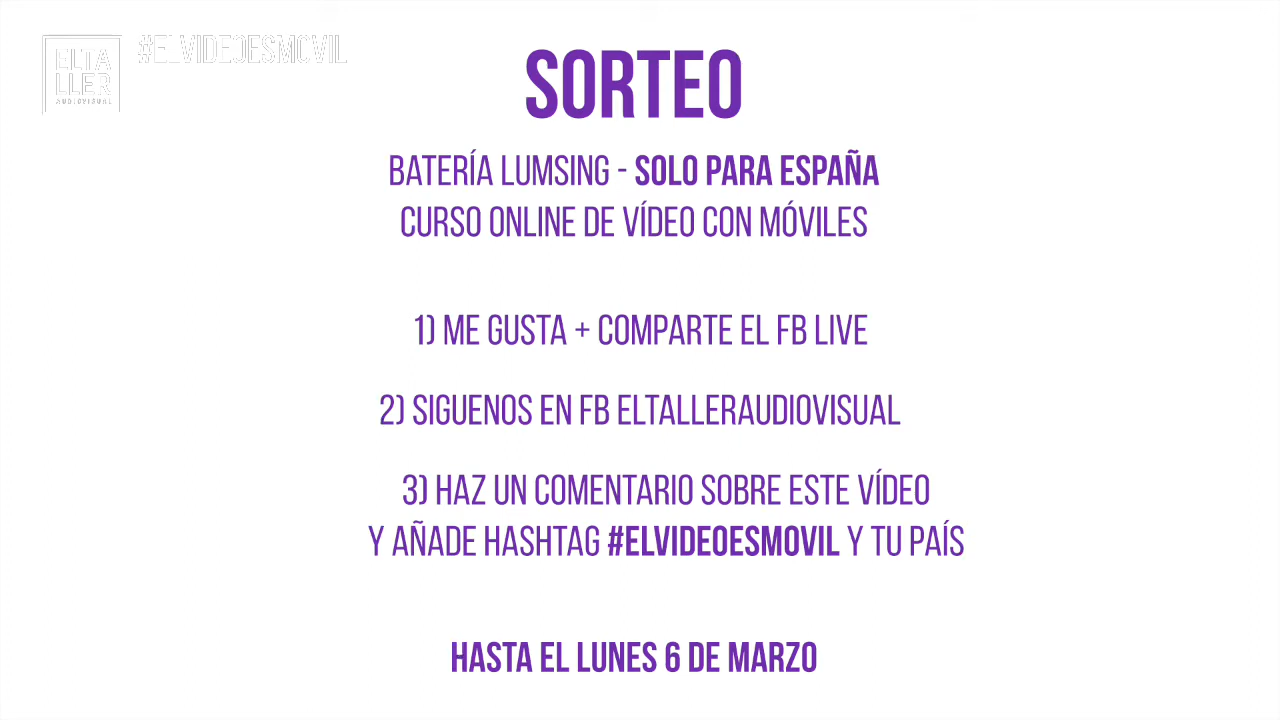 ELTA
LLER
AUDIOVISUAL
#ELVIDEOESMOVIL
SORTEO
BATERÍA LUMSING - SOLO PARA ESPAÑA
CURSO ONLINE DE VÍDEO CON MÓVILES
1) ME GUSTA + COMPARTE EL FB LIVE
2) SIGUENOS EN FB ELTALLERAUDIOVISUAL
3) HAZ UN COMENTARIO SOBRE ESTE VÍDEO
Y AÑADE HASHTAG #ELVIDEOESMOVIL Y TU PAÍS
HASTA EL LUNES 6 DE MARZO